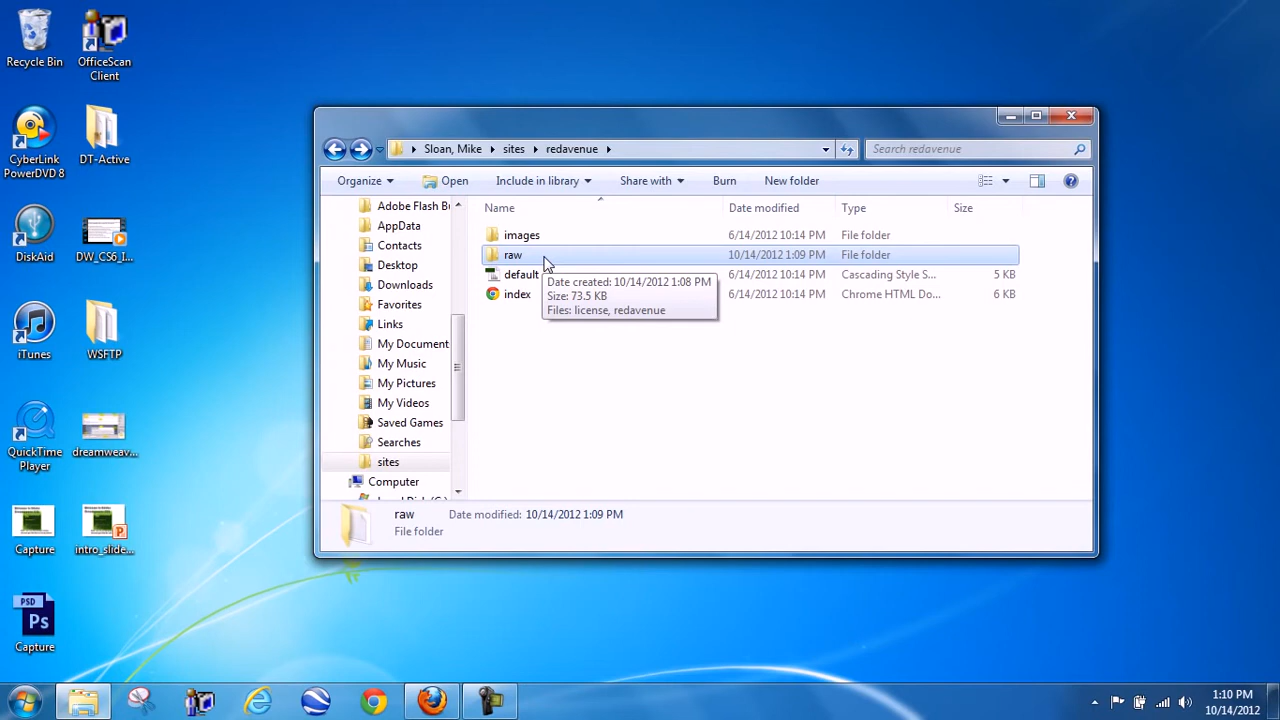 Recycle Bin
OfficeScan
Client
CyberLink
PowerDVD 8
DT-Active
DiskAid
DW_CS6_I...
iTunes
WSFTP
QuickTime
Player
dreamweav...
Capture
intro_slide...
PSD
Ps
Capture
Sloan, Mike
sites
redavenue
Search redavenue
Organize
Open
Include in library
Share with
Burn
New folder
Adobe Flash Bu
AppData
Contacts
Desktop
Downloads
Favorites
Links
My Document
My Music
My Pictures
My Videos
Saved Games
Searches
sites
Computer
Name Date modified Type Size
images 6/14/2012 10:14 PM File folder
raw 10/14/2012 1:09 PM File folder
default 6/14/2012 10:14 PM Cascading Style S... 5 KB
index 6/14/2012 10:14 PM Chrome HTML Do... 6 KB
Date created: 10/14/2012 1:08 PM
Size: 73.5 KB
Files: license, redavenue
raw Date modified: 10/14/2012 1:09 PM
File folder
1:10 PM
10/14/2012